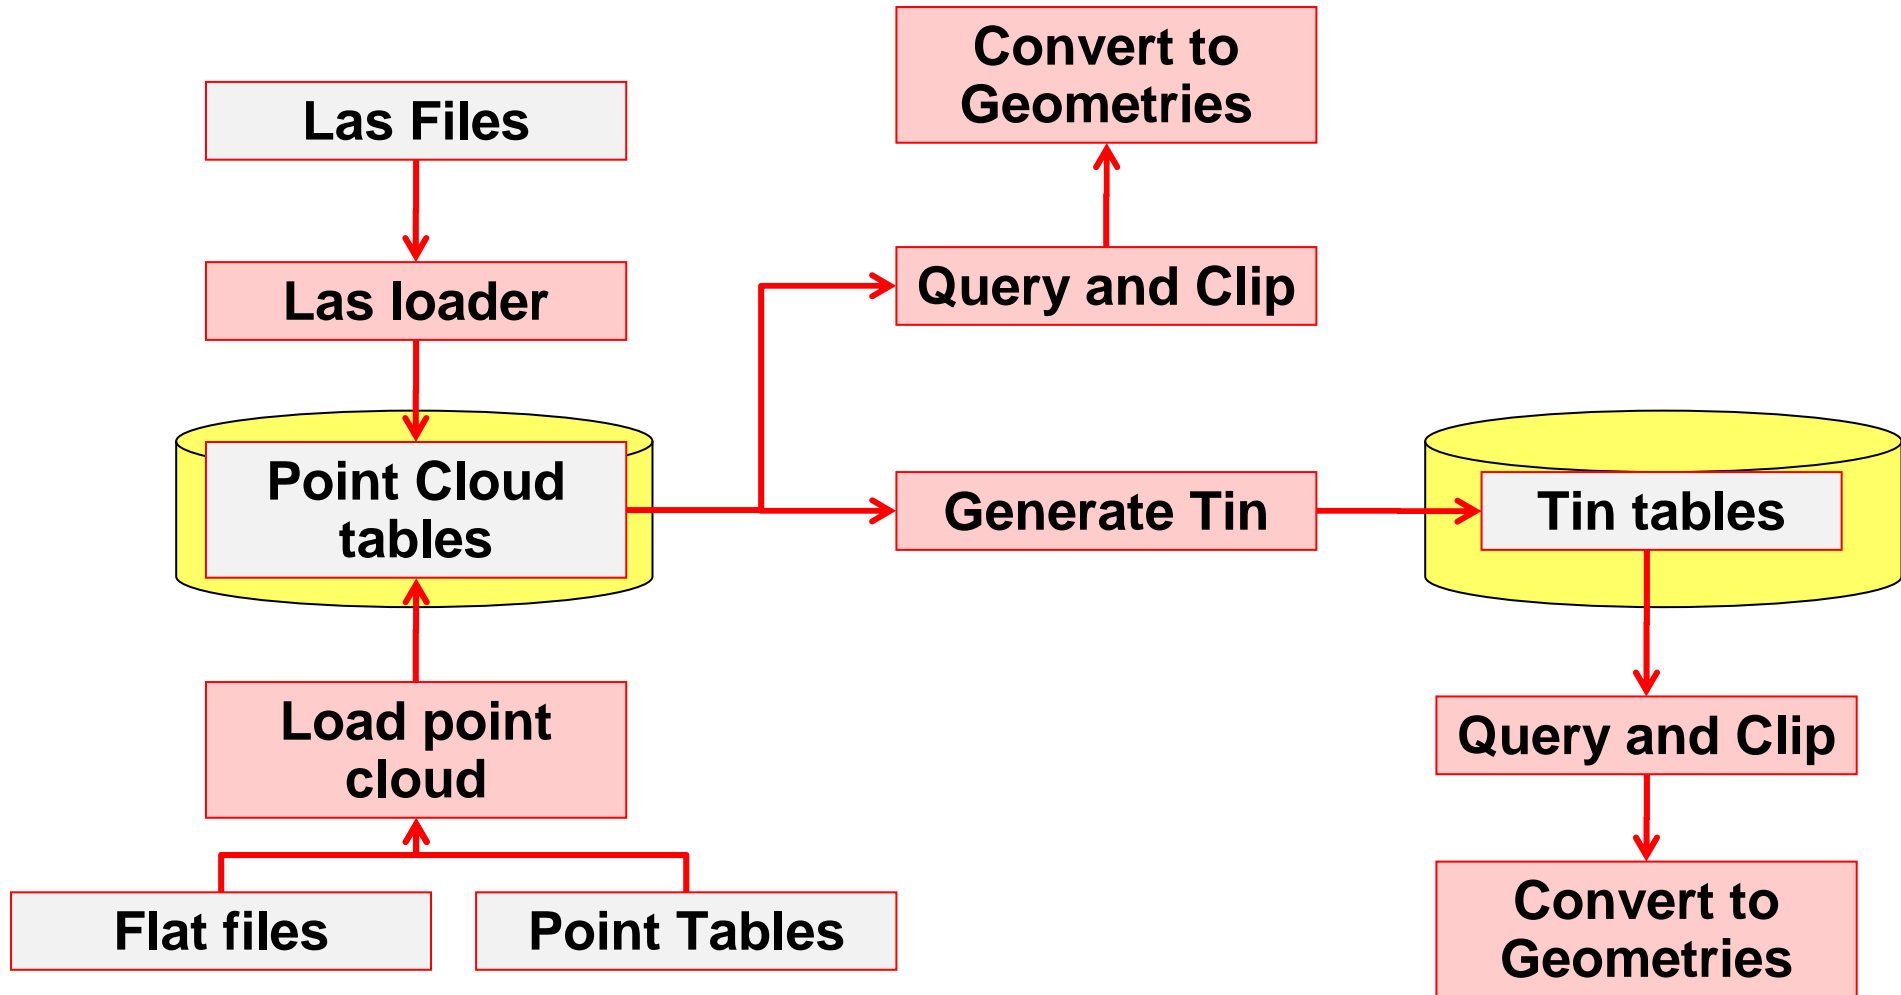 Convert to
Geometries
Las Files
Las loader
Query and Clip
Point Cloud
tables
Generate Tin
Tin tables
Load point
cloud
Query and Clip
Flat files
Point Tables
Convert to
Geometries